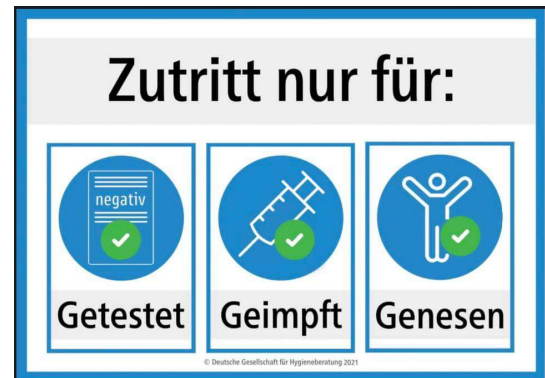 Zutritt nur für:
negativ
Getestet
Geimpft
Genesen
© Deutsche Gesellschaft für Hygieneberatung 2021